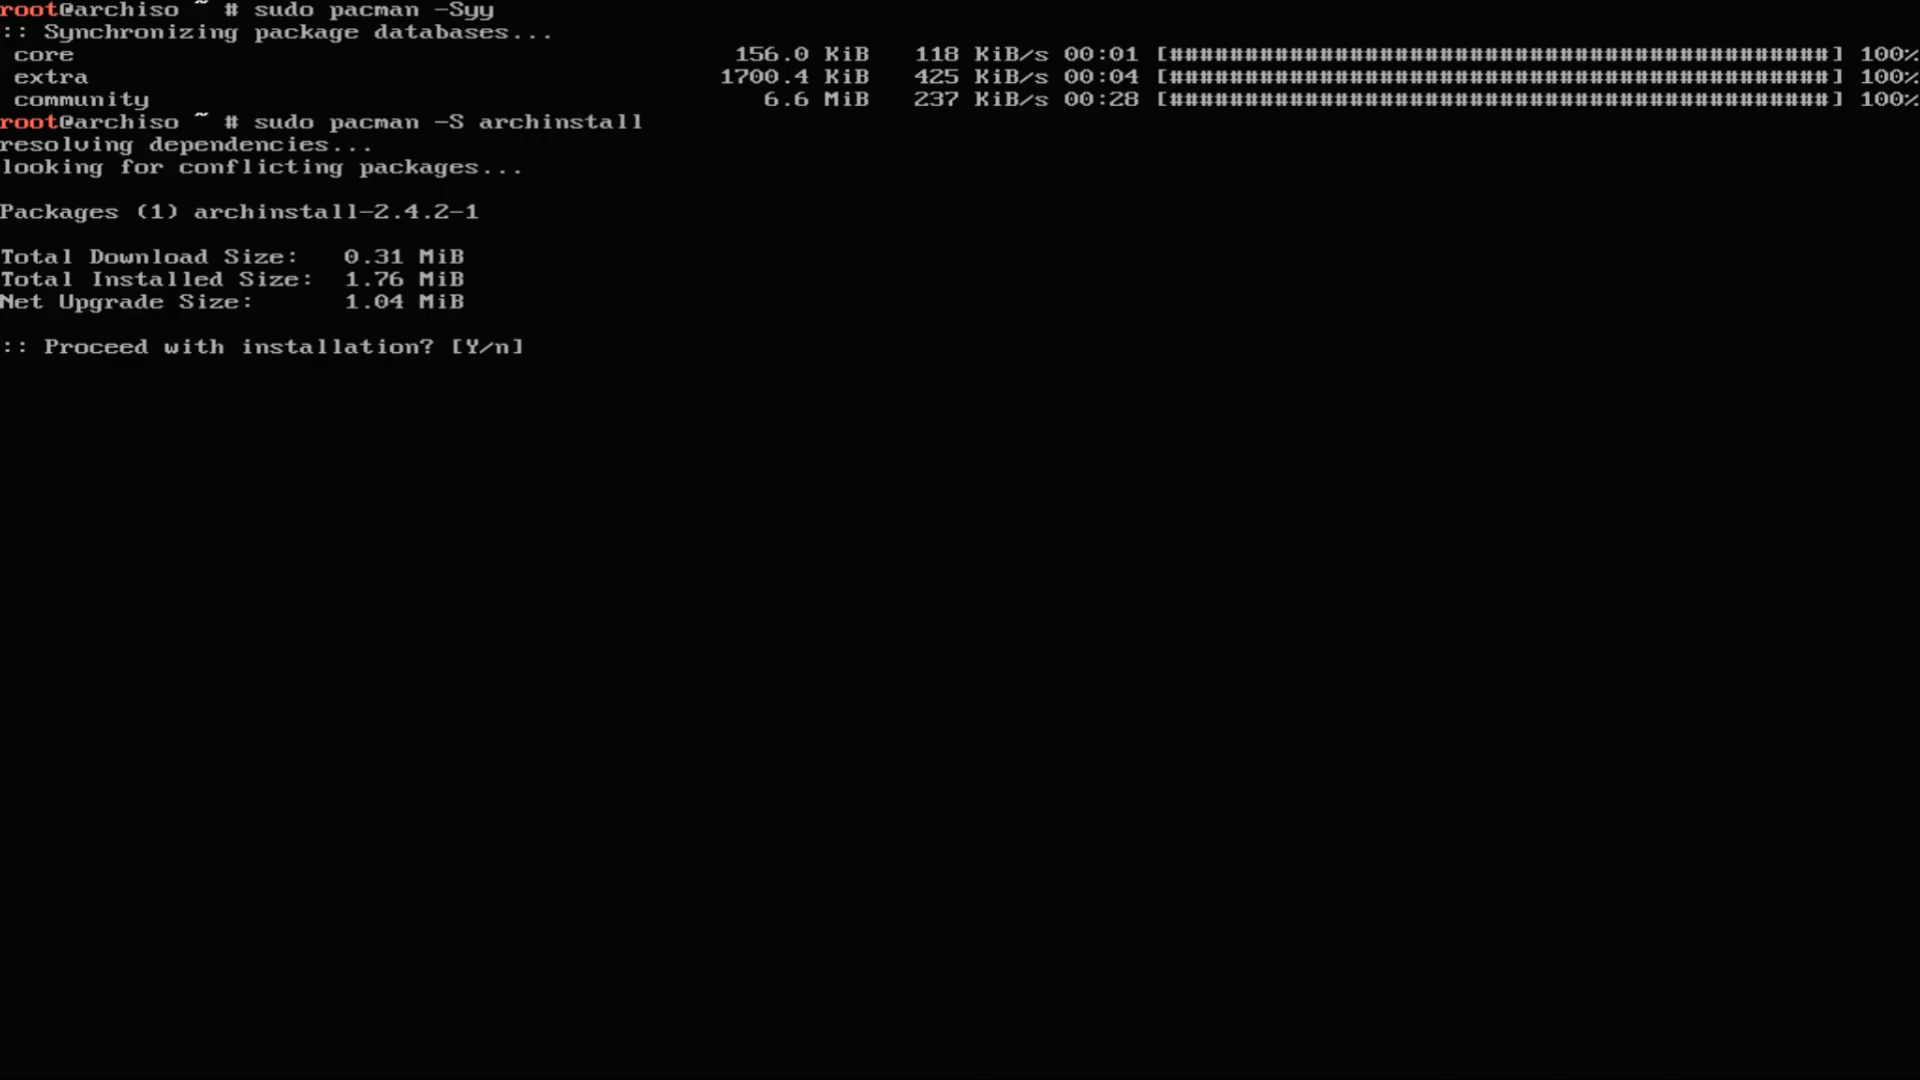 root@archiso ~ # sudo pacman -Syy
:: Synchronizing package databases...
core 156.0 KiB 118 KiB/s 00:01 [############################################] 100%
extra 1700.4 KiB 425 KiB/s 00:04 [############################################] 100%
community 6.6 MiB 237 KiB/s 00:28 [############################################] 100%
root@archiso ~ # sudo pacman -S archinstall
resolving dependencies...
looking for conflicting packages...
Packages (1) archinstall-2.4.2-1
Total Download Size: 0.31 MiB
Total Installed Size: 1.76 MiB
Net Upgrade Size: 1.04 MiB
:: Proceed with installation? [Y/n]